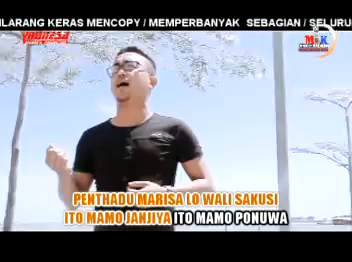 ILARANG KERAS MENCOPY / MEMPERBANYAK SEBAGIAN / SELURU
PENTHADU MARISA LO WALI SAKUSI
ITO MAMO JANJIYA ITO MAMO PONUWA